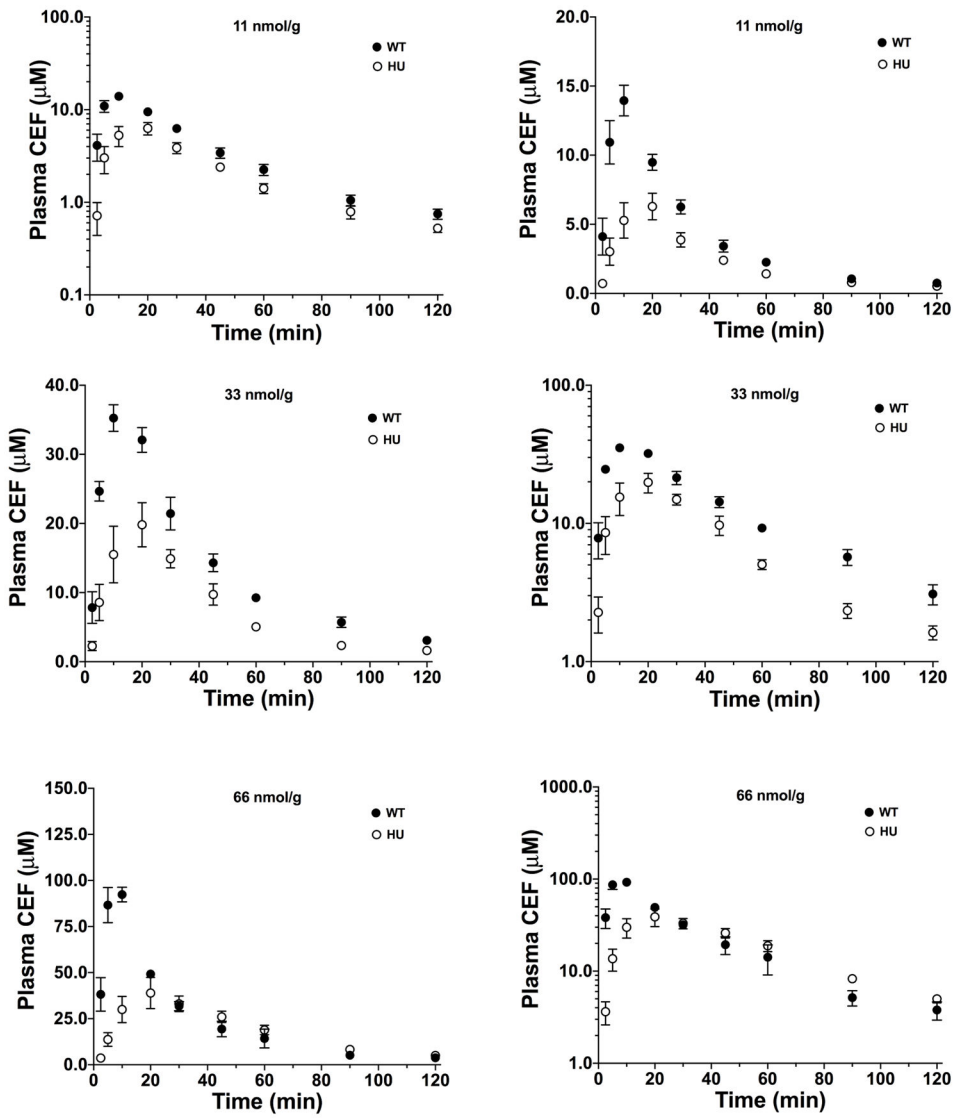 11 nmol/g
WT
HU
Plasma CEF (μM)
100.0
10.0
1.0
0.1
0 20 40 60 80 100 120
Time (min)
11 nmol/g
WT
HU
Plasma CEF (μM)
20.0
15.0
10.0
5.0
0.0
0 20 40 60 80 100 120
Time (min)
33 nmol/g
WT
HU
Plasma CEF (μM)
40.0
30.0
20.0
10.0
0.0
0 20 40 60 80 100 120
Time (min)
33 nmol/g
WT
HU
Plasma CEF (μM)
100.0
10.0
1.0
0 20 40 60 80 100 120
Time (min)
66 nmol/g
WT
HU
Plasma CEF (μM)
150.0
125.0
100.0
75.0
50.0
25.0
0.0
0 20 40 60 80 100 120
Time (min)
66 nmol/g
WT
HU
Plasma CEF (μM)
1000.0
100.0
10.0
1.0
0 20 40 60 80 100 120
Time (min)